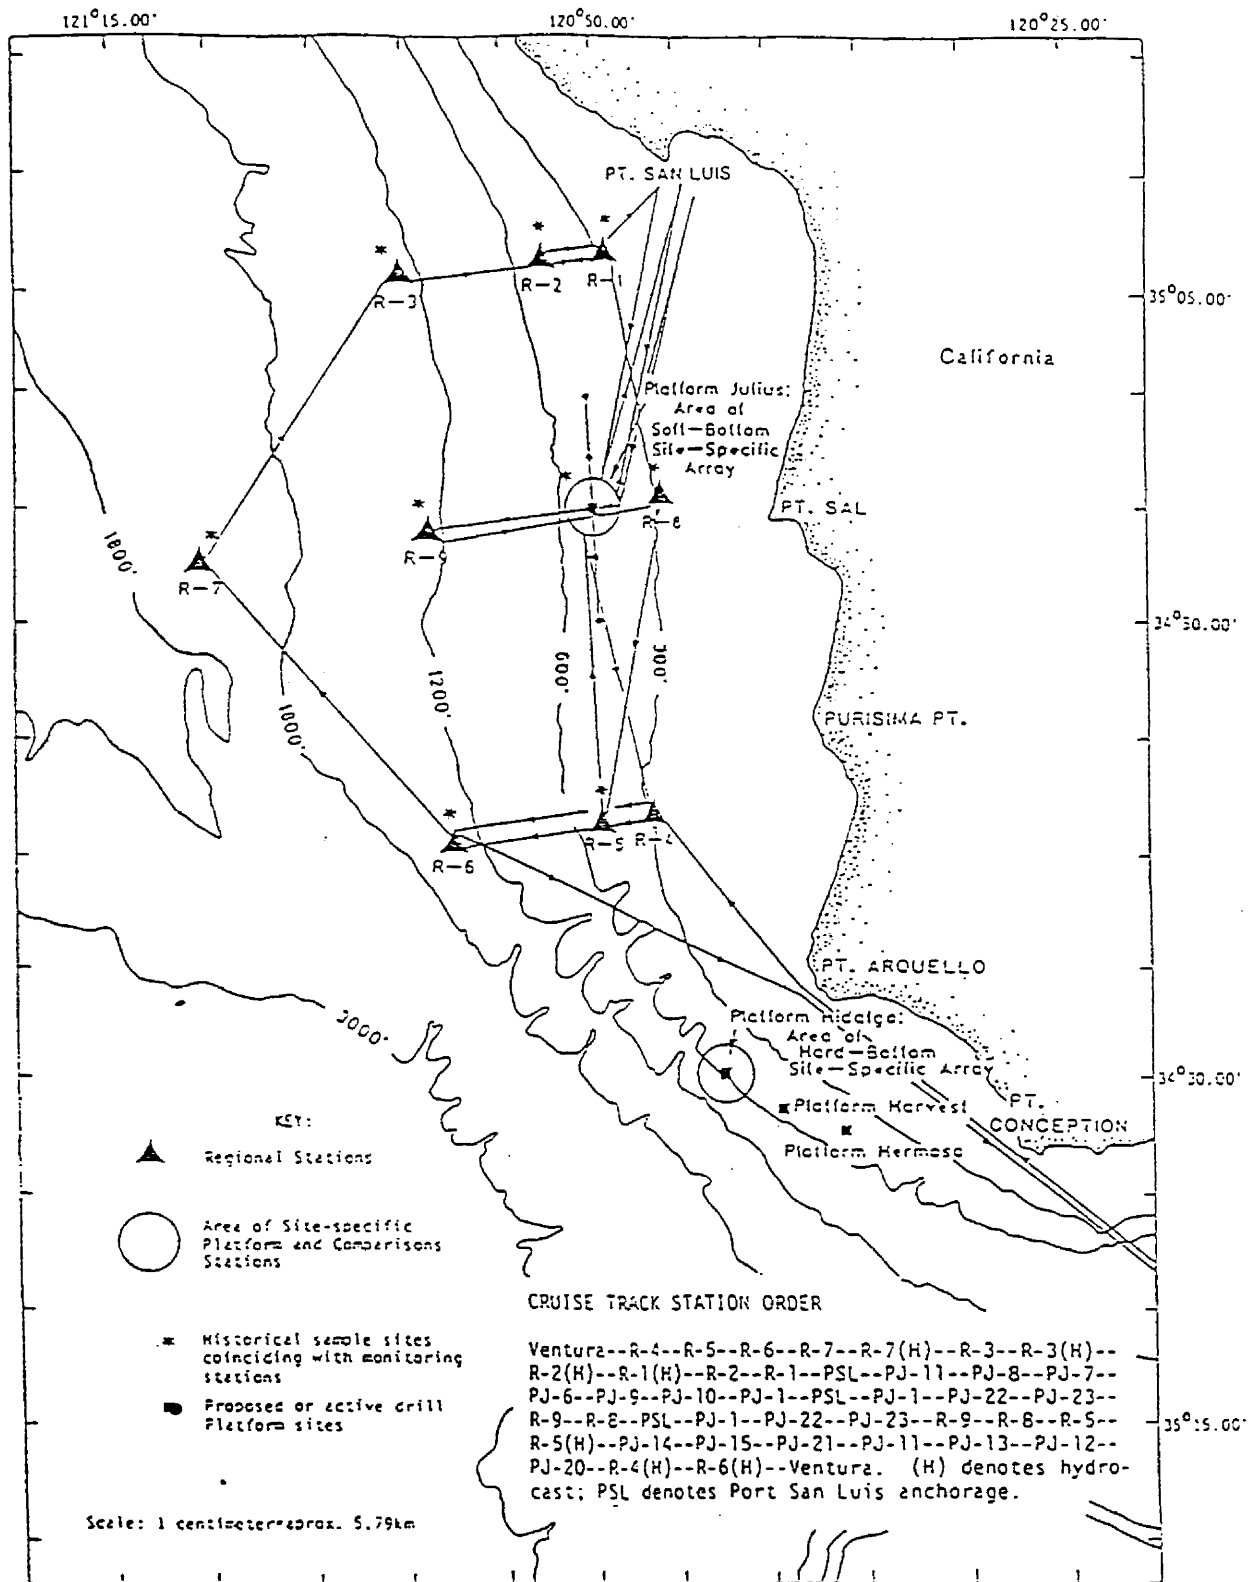 121°15.00'
120°50.00'
120°25.00'
PT. SAN LUIS
R-3
R-2
R-1
35°05.00'
California
Platform Julius:
Area of
Soft-Bottom
Site-Specific
Array
PT. SAL
R-8
R-9
R-7
1800'
34°50.00'
1200'
600'
300'
1000'
PURISIMA PT.
R-6
R-5
R-4
PT. ARQUELLO
3000'
Platform Hidalgo:
Area of
Hard-Bottom
Site-Specific Array
34°30.00'
Platform Harvest
PT.
CONCEPTION
Platform Hermosa
KEY:
Regional Stations
Area of Site-specific
Platform and Comparisons
Stations
* Historical sample sites
coinciding with monitoring
stations
Proposed or active drill
Platform sites
Scale: 1 centimeter=aprox. 5.79km
CRUISE TRACK STATION ORDER
Ventura--R-4--R-5--R-6--R-7--R-7(H)--R-3--R-3(H)--
R-2(H)--R-1(H)--R-2--R-1--PSL--PJ-11--PJ-8--PJ-7--
PJ-6--PJ-9--PJ-10--PJ-1--PSL--PJ-1--PJ-22--PJ-23--
R-9--R-8--PSL--PJ-1--PJ-22--PJ-23--R-9--R-8--R-5--
R-5(H)--PJ-14--PJ-15--PJ-21--PJ-11--PJ-13--PJ-12--
PJ-20--R-4(H)--R-6(H)--Ventura. (H) denotes hydro-
cast; PSL denotes Port San Luis anchorage.
35°15.00'